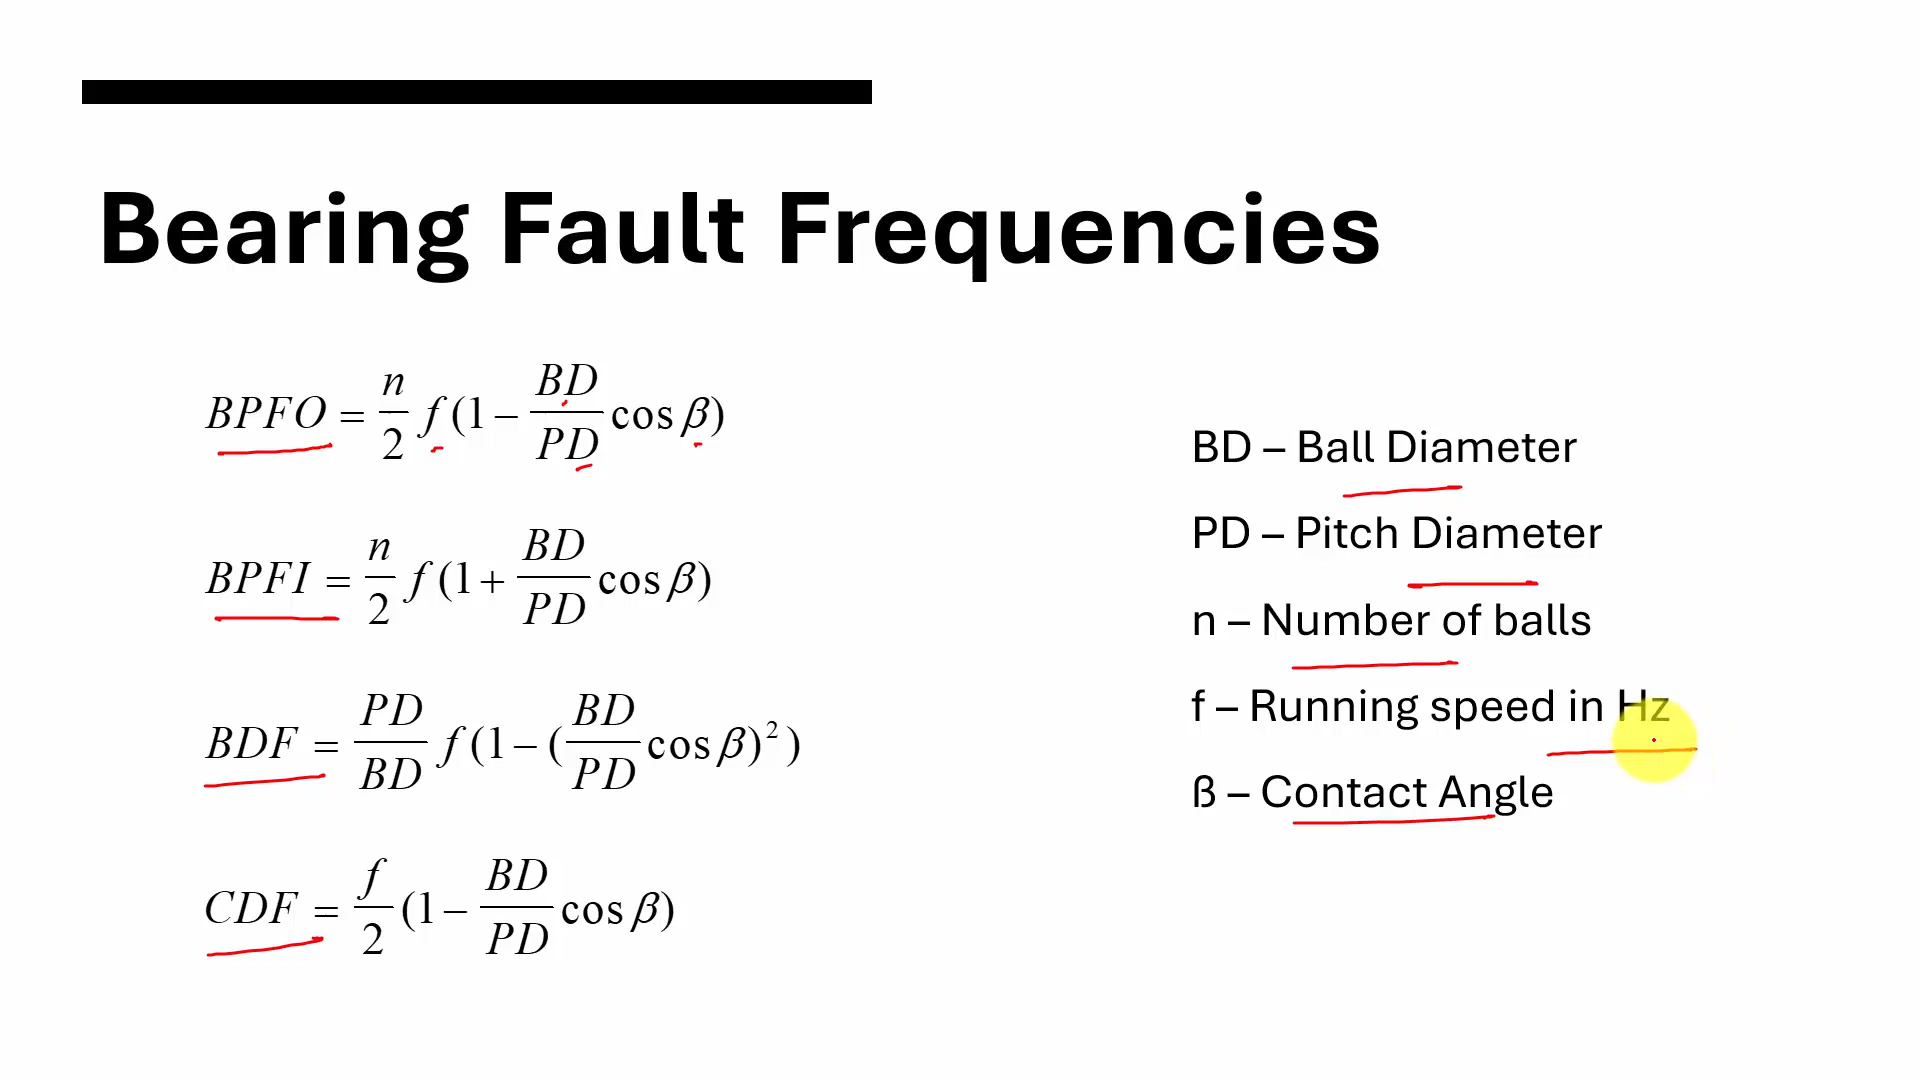 Bearing Fault Frequencies
BPFO = n/2 f(1 − BD/PD cos β)
BPFI = n/2 f(1 + BD/PD cos β)
BDF = PD/BD f(1 − (BD/PD cos β)²)
CDF = f/2 (1 − BD/PD cos β)
BD – Ball Diameter
PD – Pitch Diameter
n – Number of balls
f – Running speed in Hz
ß – Contact Angle